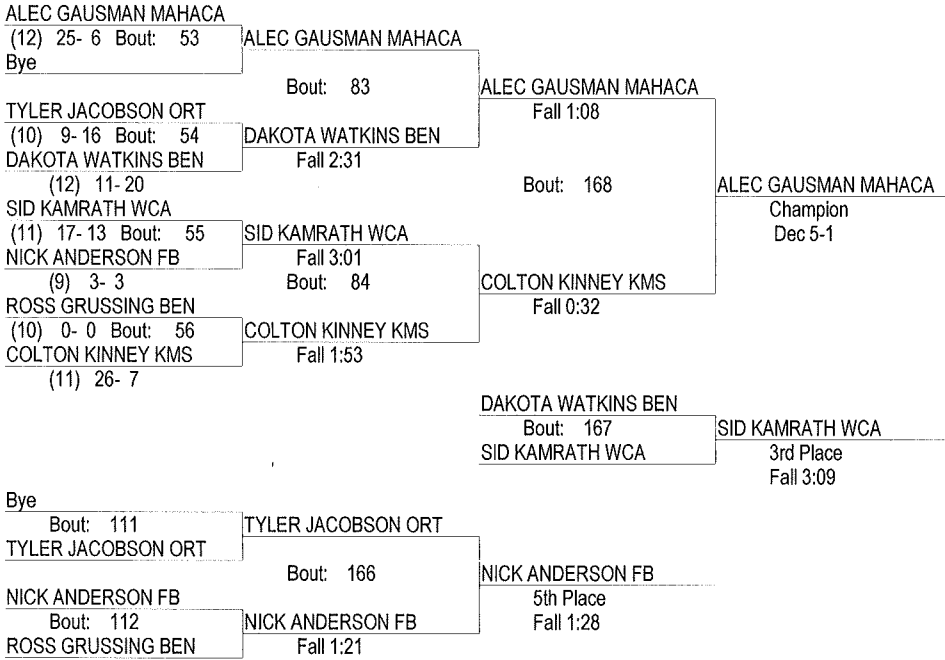 ALEC GAUSMAN MAHACA
(12) 25- 6 Bout: 53
Bye
ALEC GAUSMAN MAHACA
Bout: 83
TYLER JACOBSON ORT
(10) 9- 16 Bout: 54
DAKOTA WATKINS BEN
(12) 11- 20
DAKOTA WATKINS BEN
Fall 2:31
ALEC GAUSMAN MAHACA
Fall 1:08
Bout: 168
SID KAMRATH WCA
(11) 17- 13 Bout: 55
NICK ANDERSON FB
(9) 3- 3
SID KAMRATH WCA
Fall 3:01
Bout: 84
ROSS GRUSSING BEN
(10) 0- 0 Bout: 56
COLTON KINNEY KMS
(11) 26- 7
COLTON KINNEY KMS
Fall 1:53
COLTON KINNEY KMS
Fall 0:32
ALEC GAUSMAN MAHACA
Champion
Dec 5-1
DAKOTA WATKINS BEN
Bout: 167
SID KAMRATH WCA
SID KAMRATH WCA
3rd Place
Fall 3:09
Bye
Bout: 111
TYLER JACOBSON ORT
TYLER JACOBSON ORT
Bout: 166
NICK ANDERSON FB
Bout: 112
ROSS GRUSSING BEN
NICK ANDERSON FB
Fall 1:21
NICK ANDERSON FB
5th Place
Fall 1:28